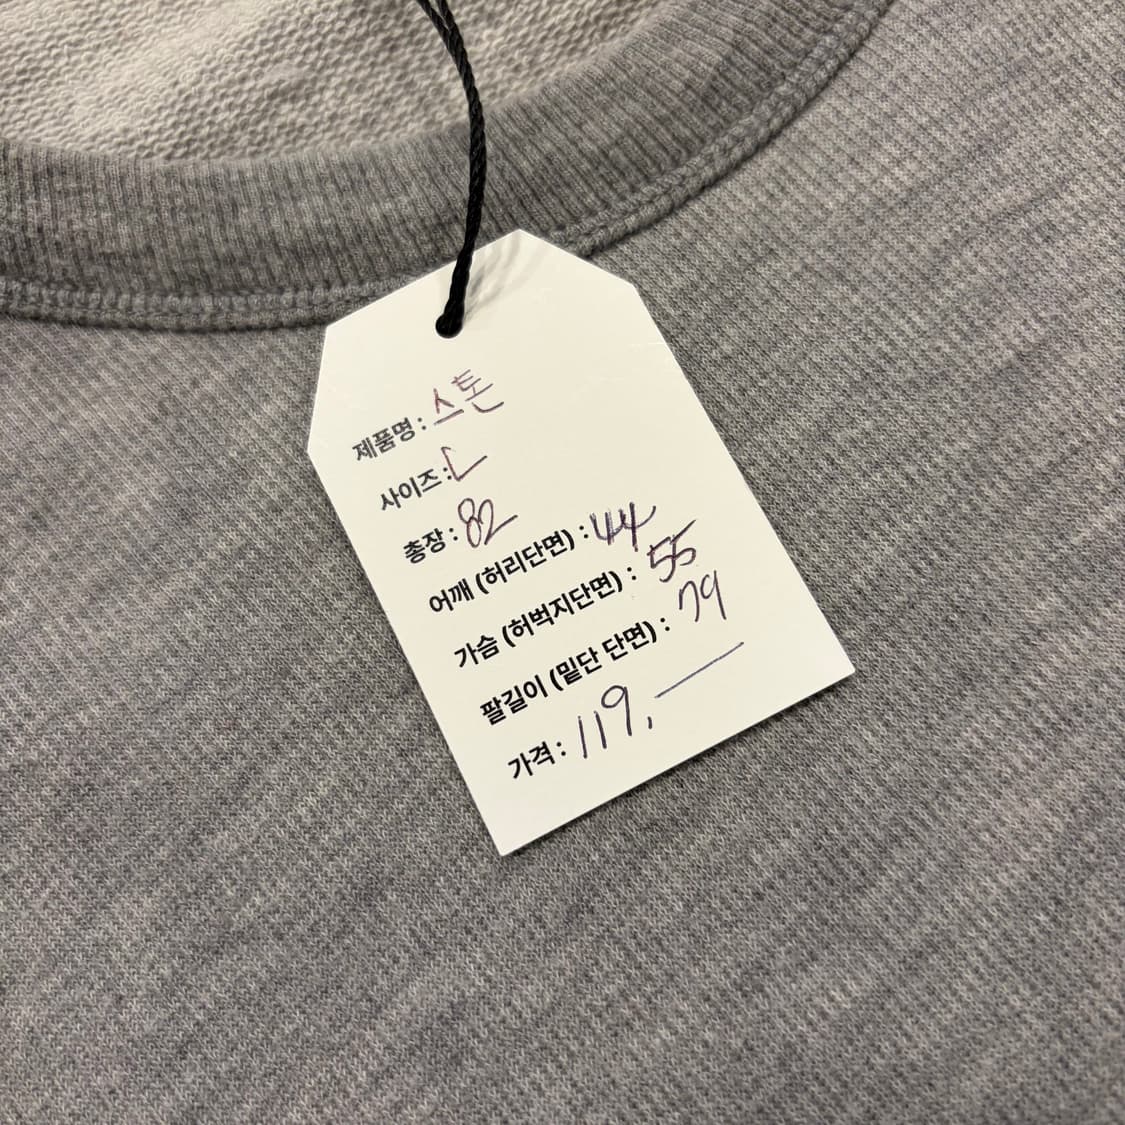 제품명 : 스톤
사이즈 : L
총장 : 82
어깨 (허리단면) : 44
가슴 (허벅지단면) : 55
팔길이 (밑단 단면) : 79
가격 : 119,—